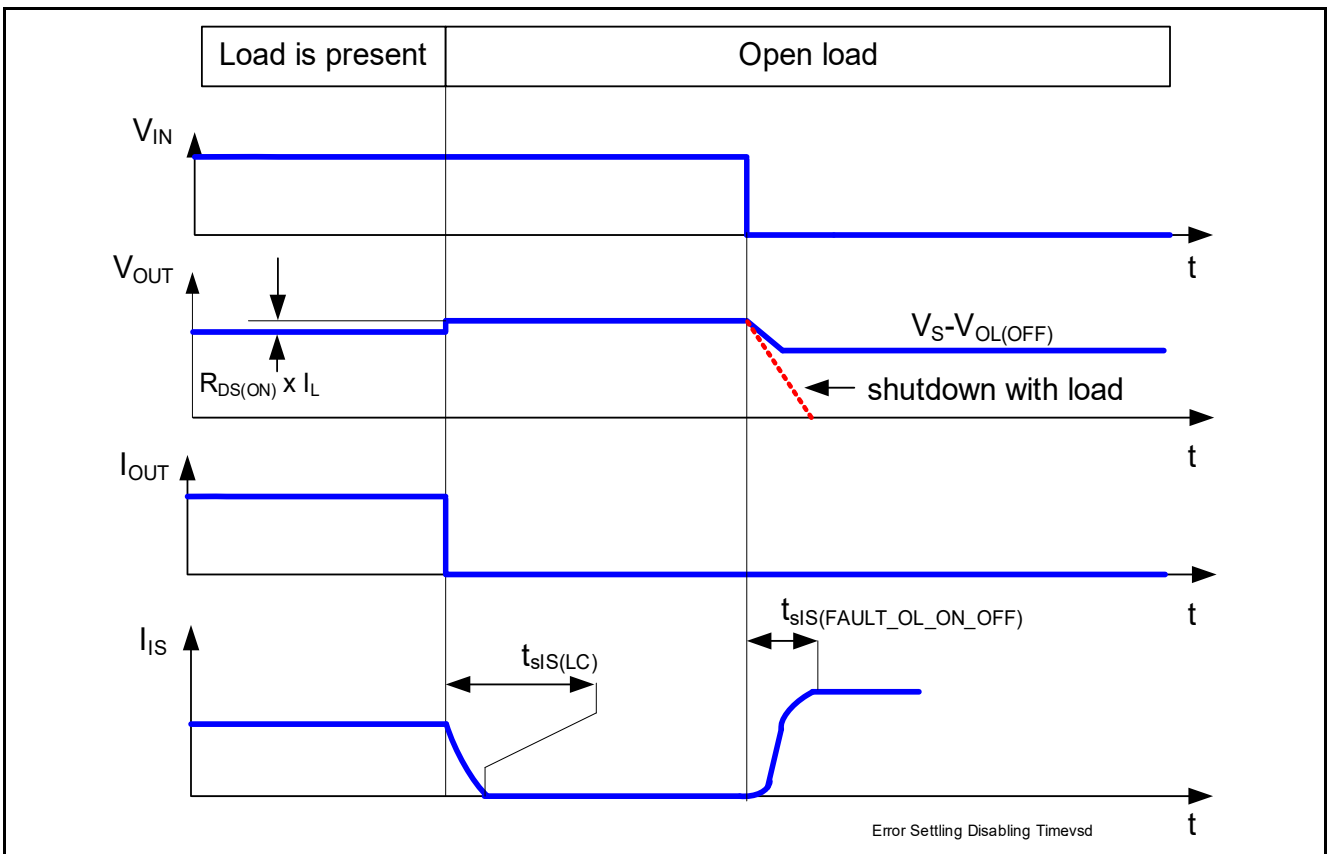 Load is present
Open load
VIN
t
VOUT
VS-VOL(OFF)
RDS(ON) x IL
shutdown with load
t
IOUT
t
tsIS(FAULT_OL_ON_OFF)
IIS
tsIS(LC)
Error Settling Disabling Timevsd
t